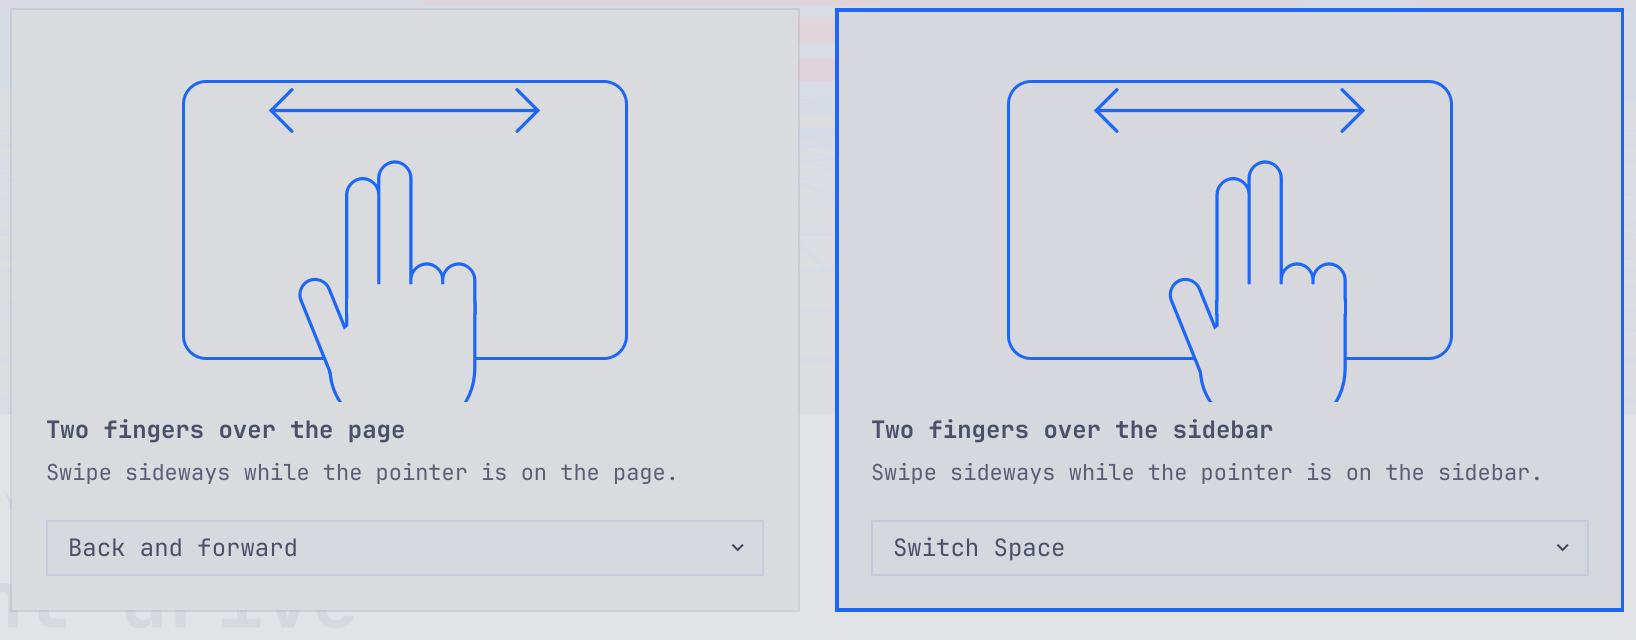 Two fingers over the page
Swipe sideways while the pointer is on the page.
Back and forward
Two fingers over the sidebar
Swipe sideways while the pointer is on the sidebar.
Switch Space
drive